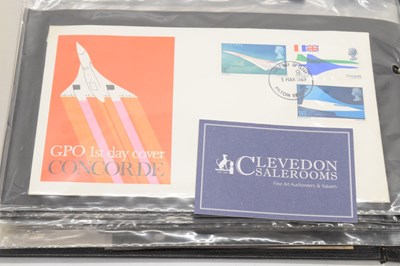 GPO 1st day cover
CONCORDE
CLEVEDON
SALEROOMS
Fine Art Auctioneers & Valuers